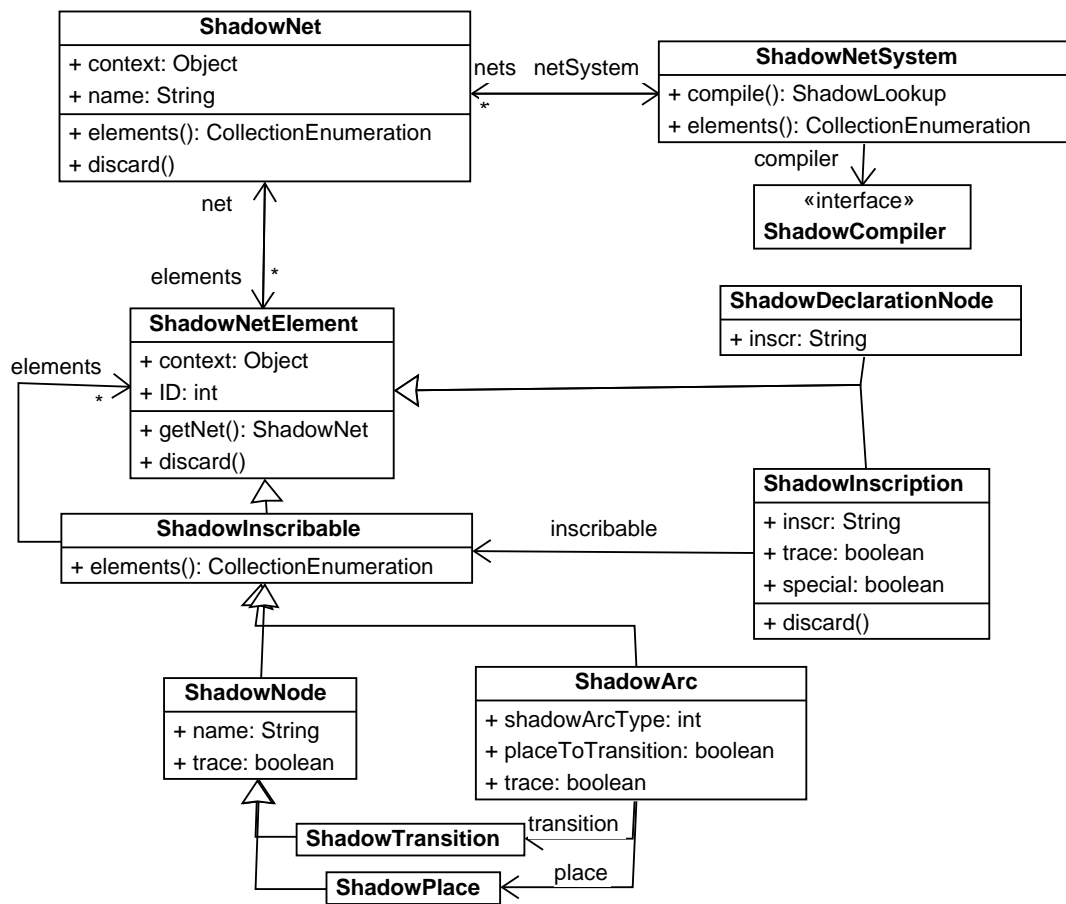 ShadowNet
+ context: Object
+ name: String
+ elements(): CollectionEnumeration
+ discard()
nets netSystem
*
ShadowNetSystem
+ compile(): ShadowLookup
+ elements(): CollectionEnumeration
compiler
«interface»
ShadowCompiler
net
elements *
ShadowNetElement
+ context: Object
+ ID: int
+ getNet(): ShadowNet
+ discard()
elements
*
ShadowDeclarationNode
+ inscr: String
ShadowInscription
+ inscr: String
+ trace: boolean
+ special: boolean
+ discard()
inscribable
ShadowInscribable
+ elements(): CollectionEnumeration
ShadowNode
+ name: String
+ trace: boolean
ShadowArc
+ shadowArcType: int
+ placeToTransition: boolean
+ trace: boolean
transition
ShadowTransition
place
ShadowPlace